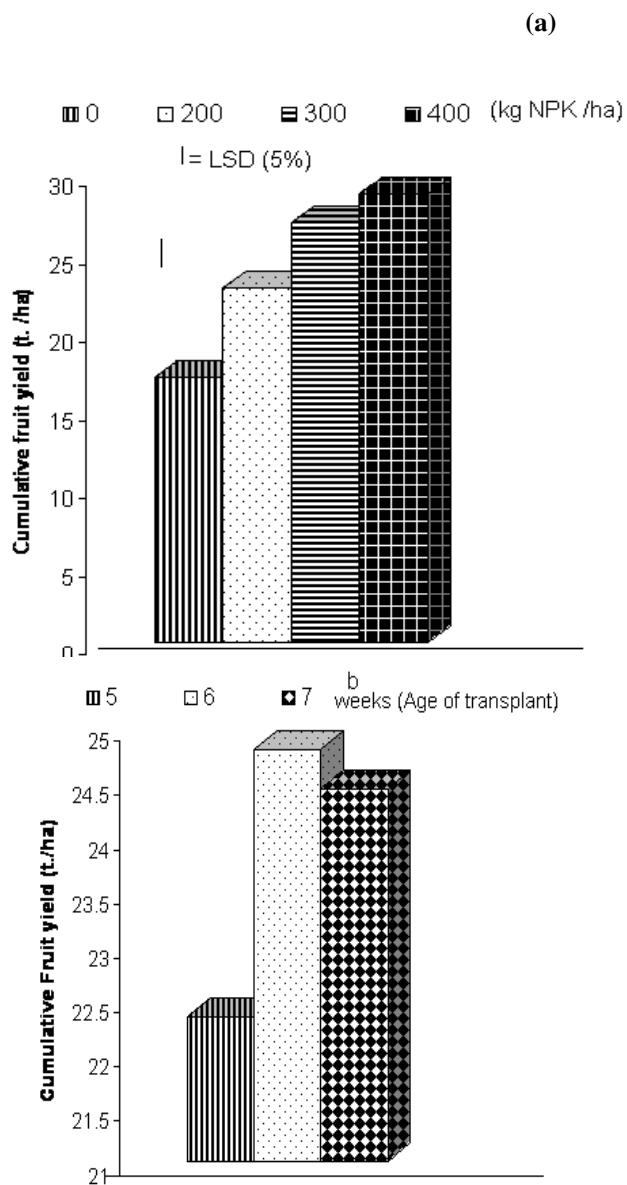 (a)
0 200 300 400 (kg NPK /ha)
I = LSD (5%)
Cumulative fruit yield (t. /ha)
30
25
20
15
10
5
0
b
5 6 7 weeks (Age of transplant)
Cumulative Fruit yield (t./ha)
25
24.5
24
23.5
23
22.5
22
21.5
21